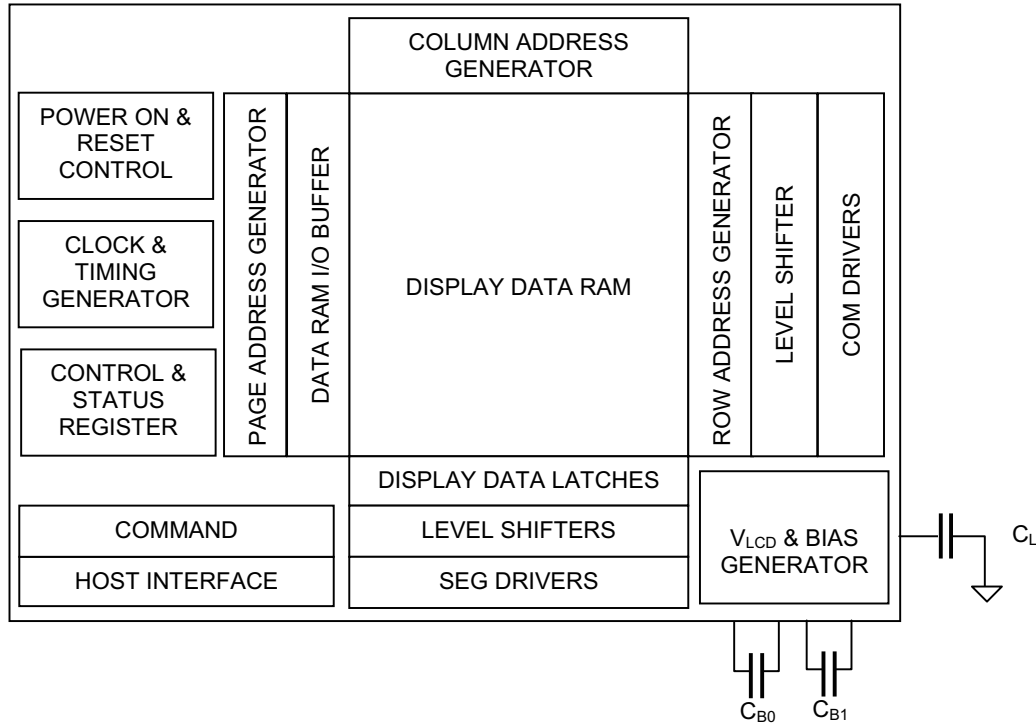 COLUMN ADDRESS
GENERATOR
POWER ON &
RESET
CONTROL
CLOCK &
TIMING
GENERATOR
CONTROL &
STATUS
REGISTER
PAGE ADDRESS GENERATOR
DATA RAM I/O BUFFER
DISPLAY DATA RAM
ROW ADDRESS GENERATOR
LEVEL SHIFTER
COM DRIVERS
DISPLAY DATA LATCHES
COMMAND
LEVEL SHIFTERS
HOST INTERFACE
SEG DRIVERS
VLCD & BIAS
GENERATOR
CL
CB0
CB1